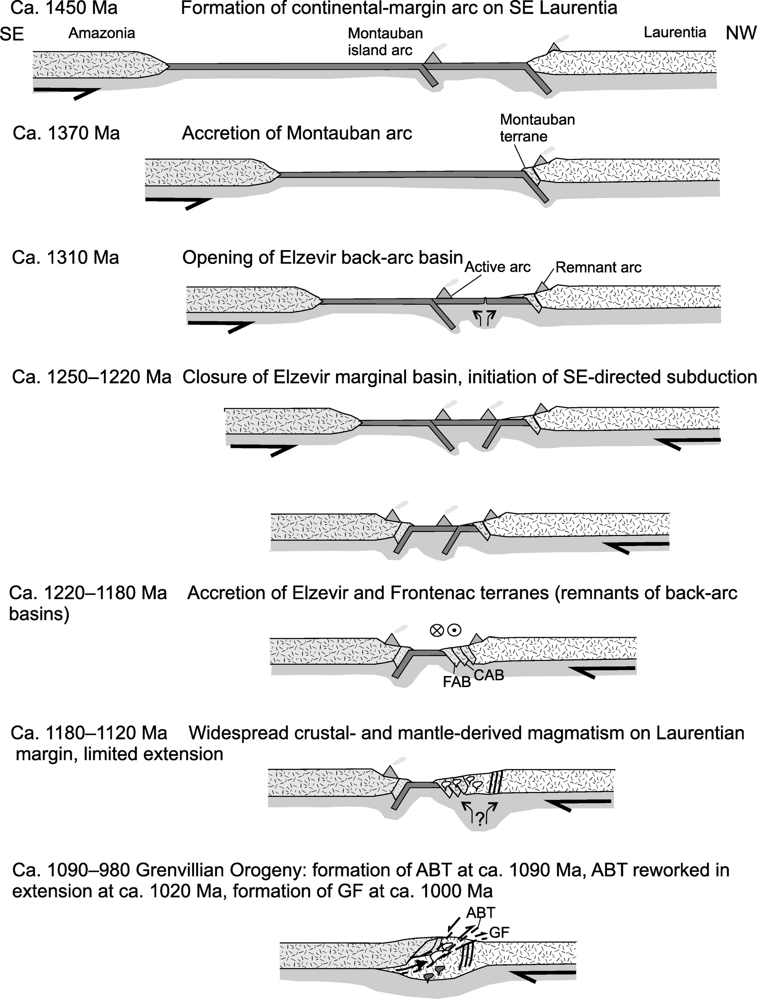 Ca. 1450 Ma Formation of continental-margin arc on SE Laurentia
SE Amazonia Montauban island arc Laurentia NW
Ca. 1370 Ma Accretion of Montauban arc
Montauban
terrane
Ca. 1310 Ma Opening of Elzevir back-arc basin
Active arc Remnant arc
Ca. 1250–1220 Ma Closure of Elzevir marginal basin, initiation of SE-directed subduction
Ca. 1220–1180 Ma Accretion of Elzevir and Frontenac terranes (remnants of back-arc
basins)
FAB CAB
Ca. 1180–1120 Ma Widespread crustal- and mantle-derived magmatism on Laurentian
margin, limited extension
?
Ca. 1090–980 Grenvillian Orogeny: formation of ABT at ca. 1090 Ma, ABT reworked in
extension at ca. 1020 Ma, formation of GF at ca. 1000 Ma
ABT
GF